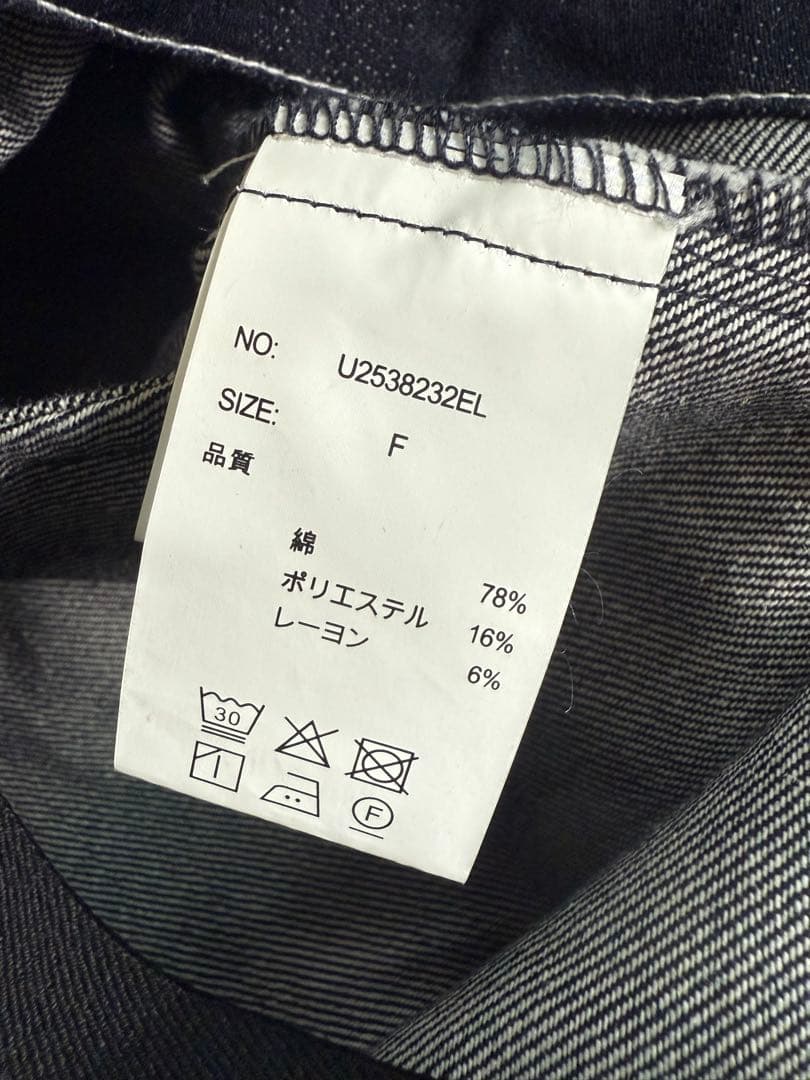 NO: U2538232EL
SIZE: F
品質
綿 78%
ポリエステル 16%
レーヨン 6%
30
F